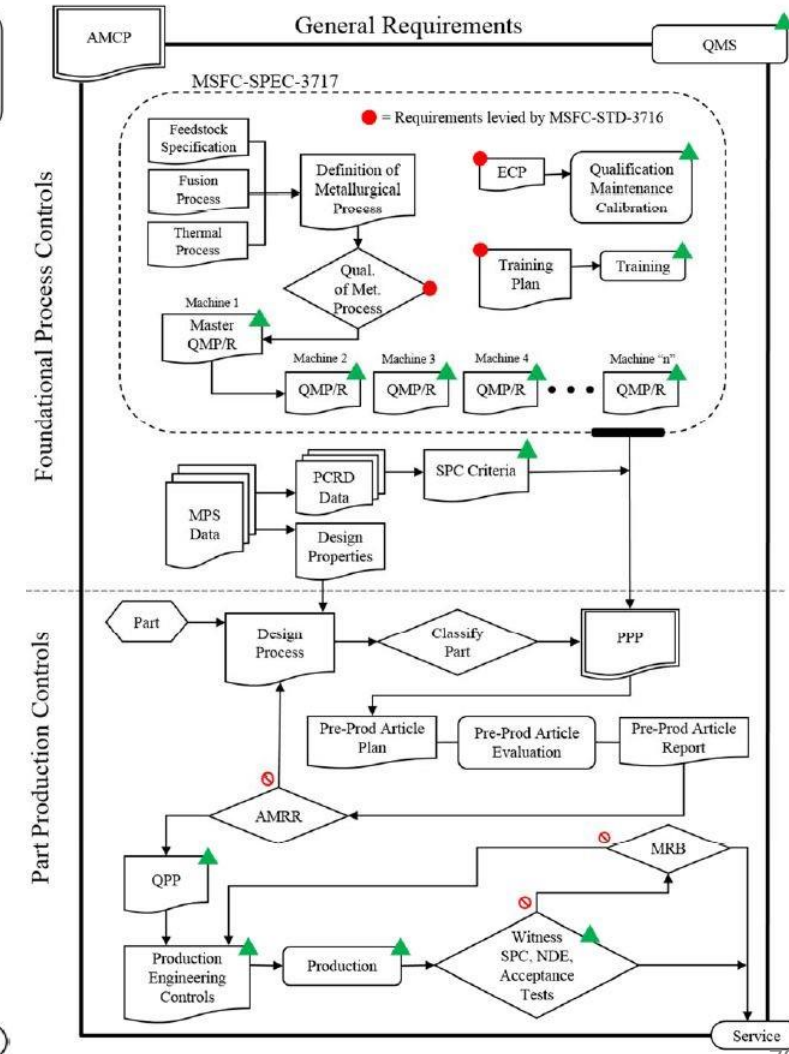 General Requirements
AMCP
QMS
MSFC-SPEC-3717
= Requirements levied by MSFC-STD-3716
Feedstock
Specification
Fusion
Process
Thermal
Process
Definition of
Metallurgical
Process
ECP
Qualification
Maintenance
Calibration
Qual.
of Met.
Process
Training
Plan
Training
Machine 1
Master
QMP/R
Machine 2
QMP/R
Machine 3
QMP/R
Machine 4
QMP/R
Machine “n”
QMP/R
Foundational Process Controls
MPS
Data
PCRD
Data
SPC Criteria
Design
Properties
Part Production Controls
Part
Design
Process
Classify
Part
PPP
Pre-Prod Article
Plan
Pre-Prod Article
Evaluation
Pre-Prod Article
Report
AMRR
MRB
QPP
Production
Engineering
Controls
Production
Witness
SPC, NDE,
Acceptance
Tests
Service